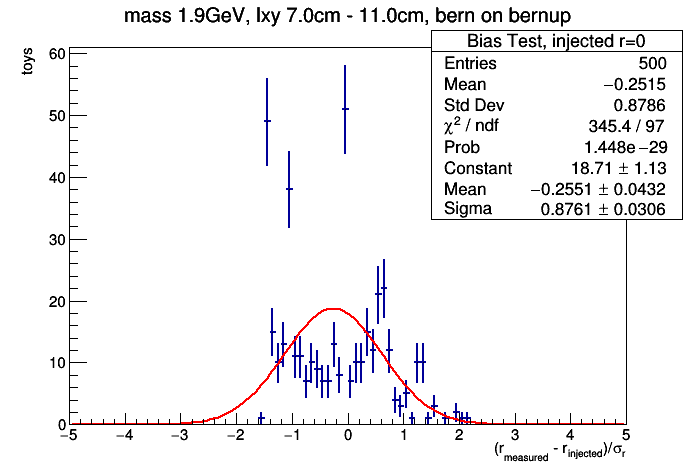 mass 1.9GeV, lxy 7.0cm - 11.0cm, bern on bernup
Bias Test, injected r=0
Entries 500
Mean −0.2515
Std Dev 0.8786
χ² / ndf 345.4 / 97
Prob 1.448e−29
Constant 18.71 ± 1.13
Mean −0.2551 ± 0.0432
Sigma 0.8761 ± 0.0306
toys
60
50
40
30
20
10
0
−5 −4 −3 −2 −1 0 1 2 3 4 5
(r_measured - r_injected)/σ_r